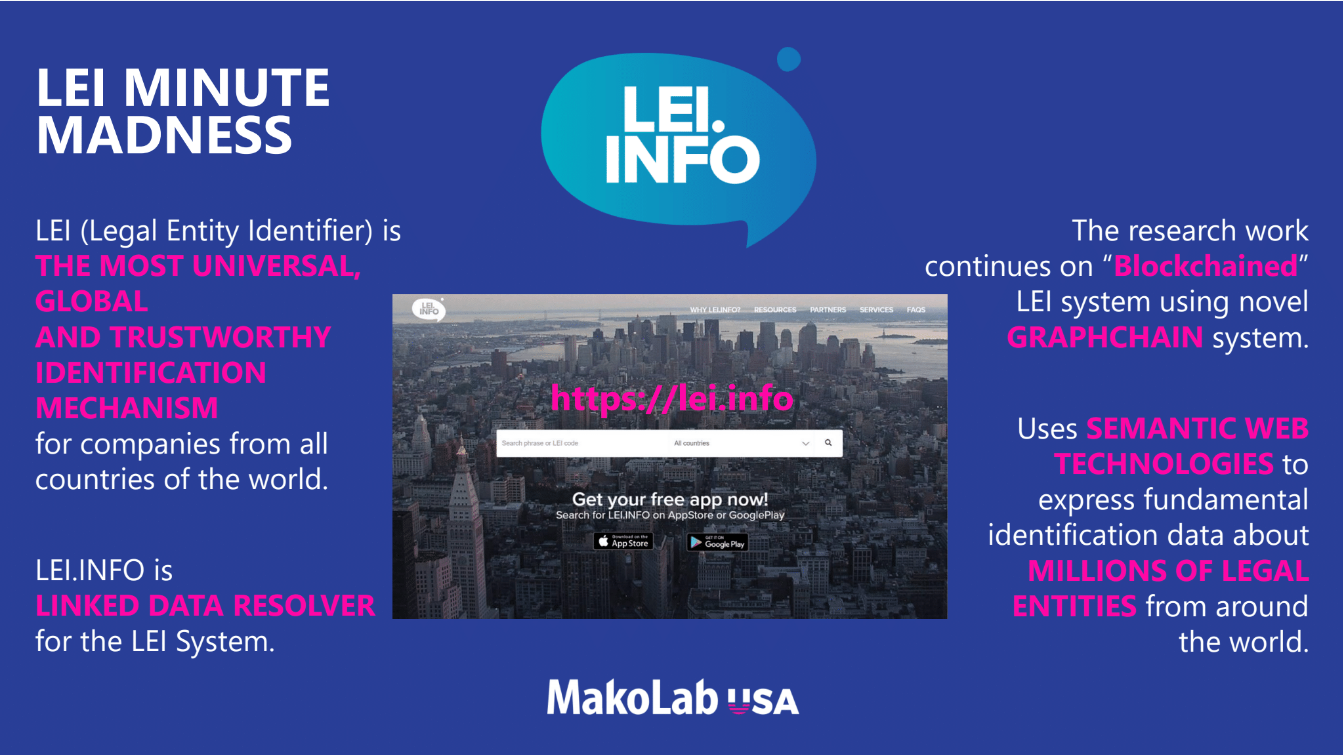 LEI MINUTE
MADNESS
LEI.
INFO
LEI (Legal Entity Identifier) is
THE MOST UNIVERSAL,
GLOBAL
AND TRUSTWORTHY
IDENTIFICATION
MECHANISM
for companies from all
countries of the world.
LEI.INFO is
LINKED DATA RESOLVER
for the LEI System.
LEI.
INFO
WHY LEI.INFO? RESOURCES PARTNERS SERVICES FAQS
https://lei.info
Search phrase or LEI code All countries
Get your free app now!
Search for LEI.INFO on AppStore or GooglePlay
Download on the
App Store
GET IT ON
Google Play
The research work
continues on “Blockchained”
LEI system using novel
GRAPHCHAIN system.
Uses SEMANTIC WEB
TECHNOLOGIES to
express fundamental
identification data about
MILLIONS OF LEGAL
ENTITIES from around
the world.
MakoLab USA